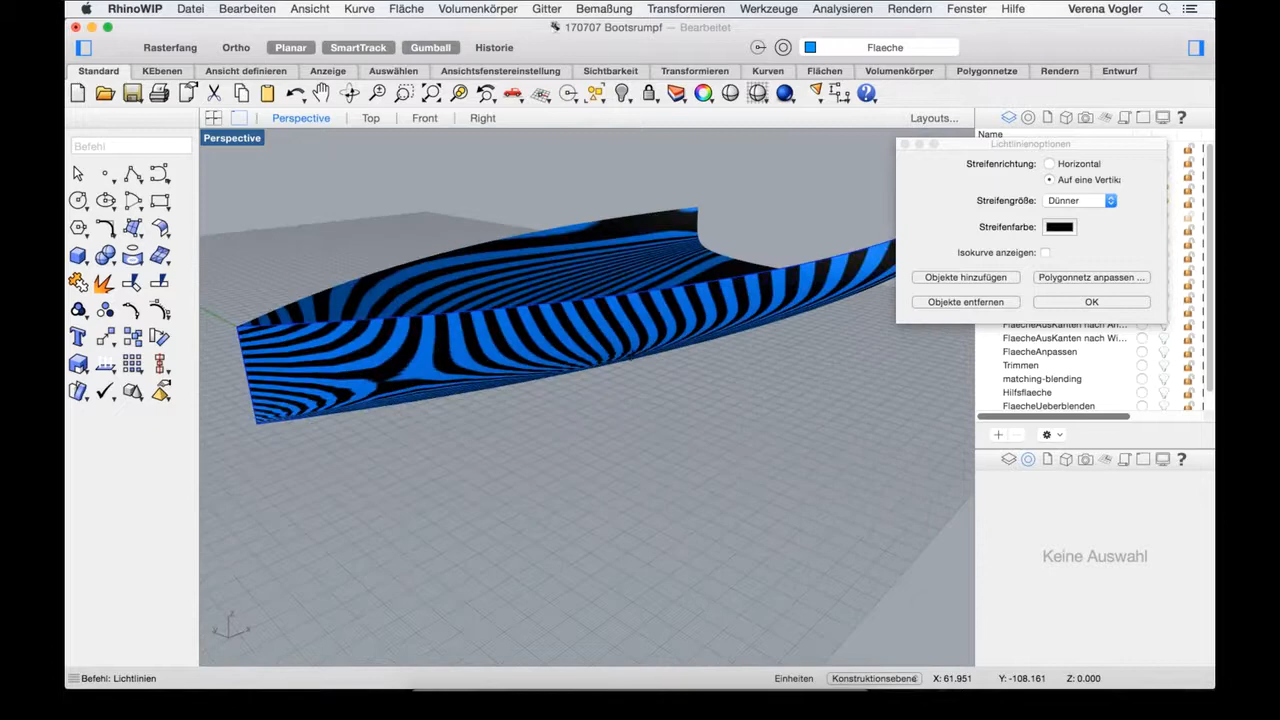 RhinoWIP Datei Bearbeiten Ansicht Kurve Fläche Volumenkörper Gitter Bemaßung Transformieren Werkzeuge Analysieren Rendern Fenster Hilfe Verena Vogler
170707 Bootsrumpf — Bearbeitet
Rasterfang Ortho Planar SmartTrack Gumball Historie Flaeche
Standard KEbenen Ansicht definieren Anzeige Auswählen Ansichtsfensterseinstellung Sichtbarkeit Transformieren Kurven Flächen Volumenkörper Polygonnetze Rendern Entwurf
Perspective Top Front Right Layouts...
Perspective
Name
Befehl
Lichtlinienoptionen
Streifenrichtung: Horizontal
Auf eine Vertika
Streifengröße: Dünner
Streifenfarbe:
Isokurve anzeigen:
Objekte hinzufügen Polygonnetz anpassen ...
Objekte entfernen OK
FlaecheAusKanten nach An...
FlaecheAusKanten nach Wi...
FlaecheAnpassen
Trimmen
matching-blending
Hilfsflaeche
FlaecheUeberblenden
Keine Auswahl
z
y x
Befehl: Lichtlinien Einheiten Konstruktionsebene X: 61.951 Y: -108.161 Z: 0.000